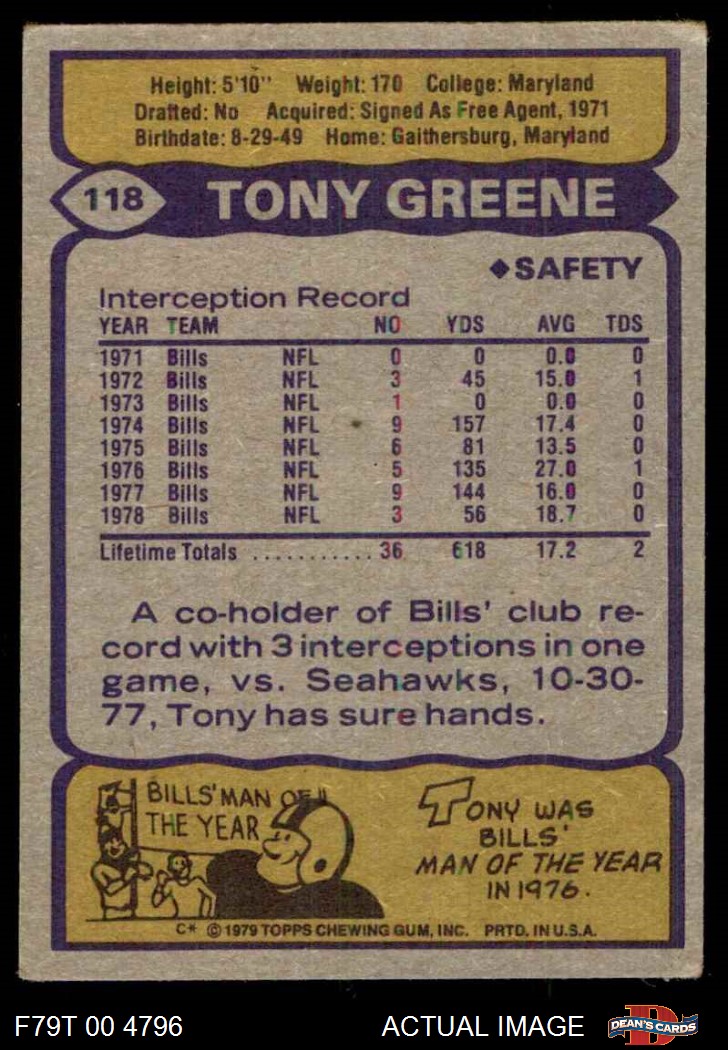 Height: 5'10" Weight: 170 College: Maryland
Drafted: No Acquired: Signed As Free Agent, 1971
Birthdate: 8-29-49 Home: Gaithersburg, Maryland
118 TONY GREENE
◆SAFETY
Interception Record
YEAR TEAM NO YDS AVG TDS
1971 Bills NFL 0 0 0.0 0
1972 Bills NFL 3 45 15.0 1
1973 Bills NFL 1 0 0.0 0
1974 Bills NFL 9 157 17.4 0
1975 Bills NFL 6 81 13.5 0
1976 Bills NFL 5 135 27.0 1
1977 Bills NFL 9 144 16.0 0
1978 Bills NFL 3 56 18.7 0
Lifetime Totals ........... 36 618 17.2 2
A co-holder of Bills' club re-
cord with 3 interceptions in one
game, vs. Seahawks, 10-30-
77, Tony has sure hands.
BILLS' MAN OF
THE YEAR
TONY WAS
BILLS'
MAN OF THE YEAR
IN 1976.
C* © 1979 TOPPS CHEWING GUM, INC. PRTD. IN U.S.A.
F79T 00 4796 ACTUAL IMAGE DEAN'S CARDS